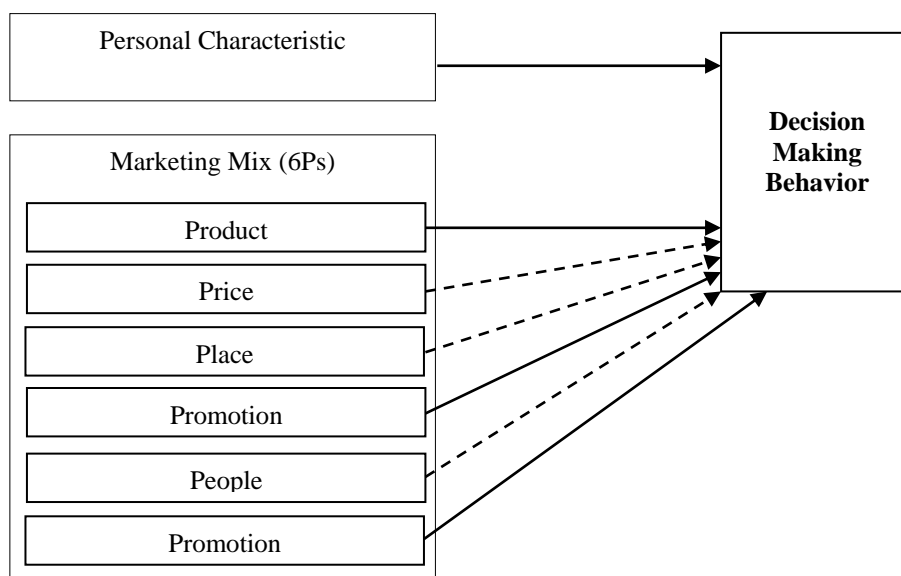 Personal Characteristic
Marketing Mix (6Ps)
Product
Price
Place
Promotion
People
Promotion
Decision
Making
Behavior